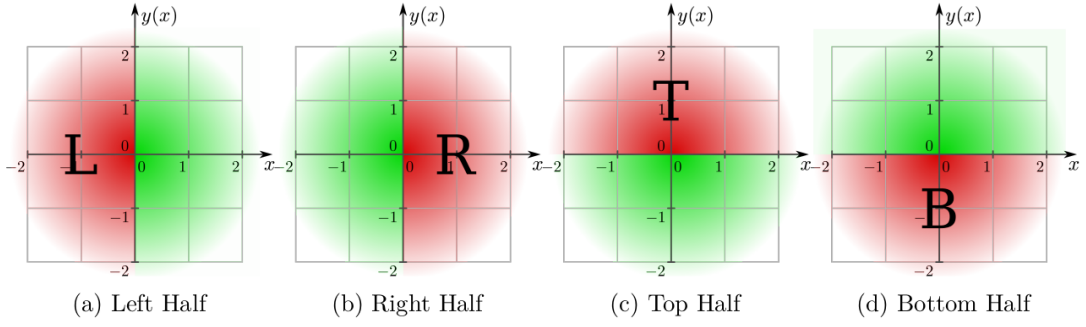 y(x) y(x) y(x) y(x)
2 2 2 2
1 1 T 1 1
L 0 0 R 0 0
−2 0 1 2 x −2 −1 0 1 2 x −2 −1 0 1 2 x −2 −1 0 1 2 x
−1 −1 −1 B
−2 −2 −2 −2
(a) Left Half (b) Right Half (c) Top Half (d) Bottom Half